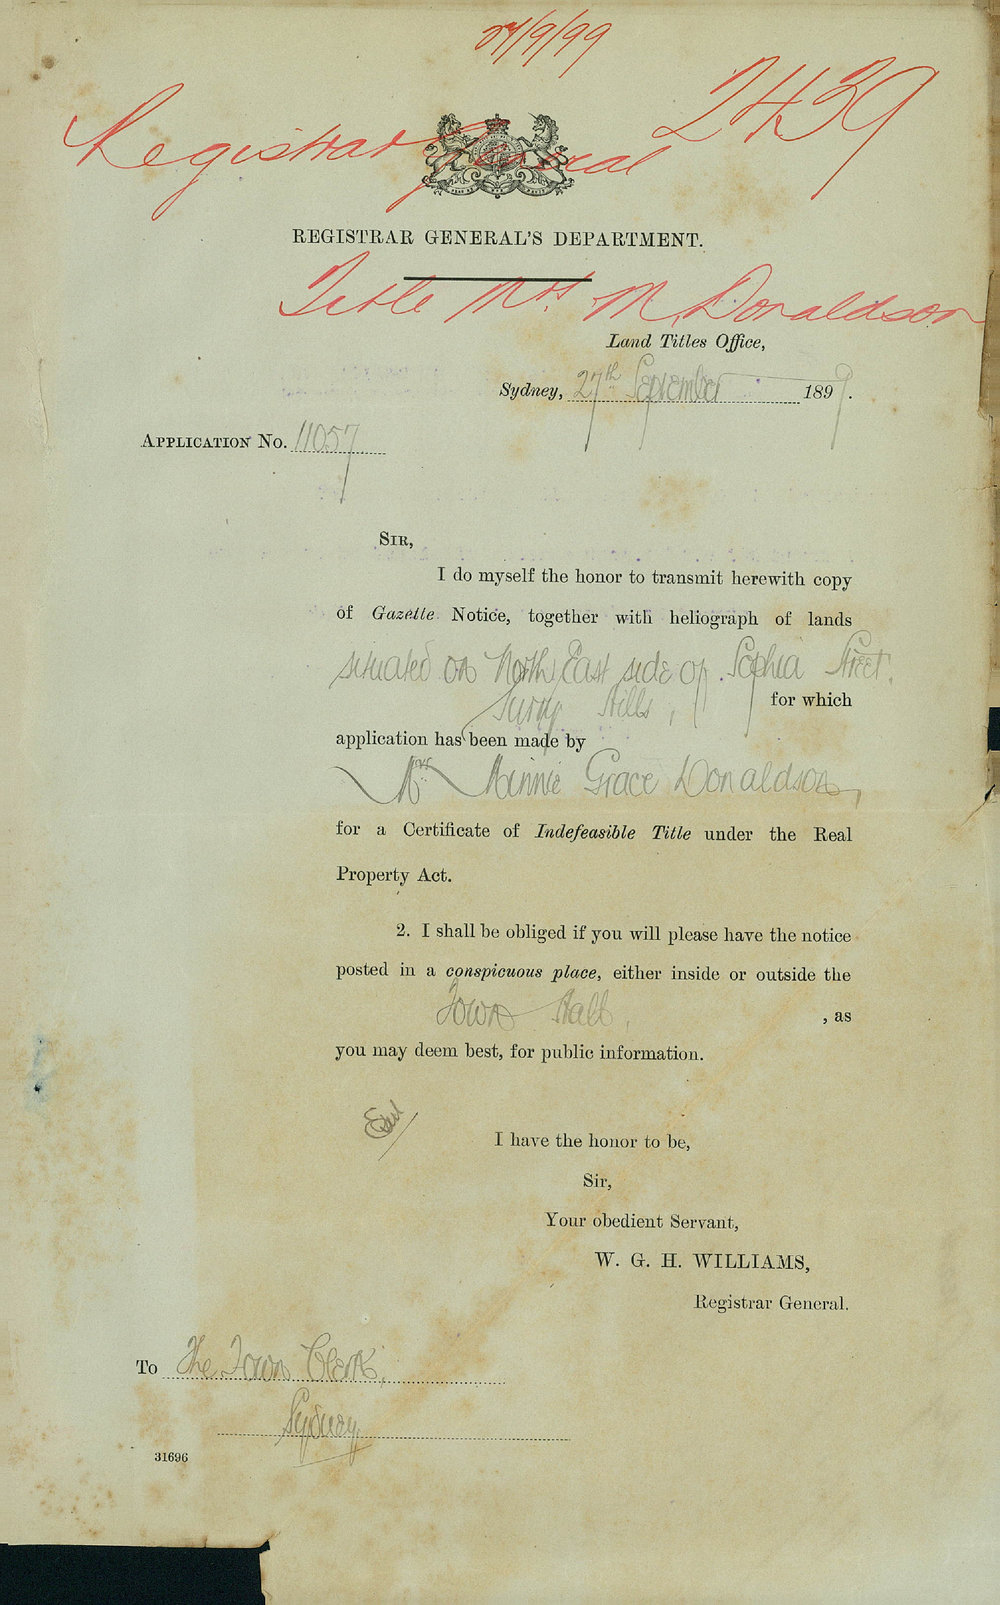 27/9/99
2439
Registrar General
REGISTRAR GENERAL'S DEPARTMENT.
Title Mrs. M. Donaldson
Land Titles Office,
Sydney, 27th September 1899.
APPLICATION No. 11057
SIR,
I do myself the honor to transmit herewith copy
of Gazette Notice, together with heliograph of lands
situated on North East side of Sophia Street,
Surry Hills, for which
application has been made by
Mrs. Minnie Grace Donaldson,
for a Certificate of Indefeasible Title under the Real
Property Act.
2. I shall be obliged if you will please have the notice
posted in a conspicuous place, either inside or outside the
Town Hall, , as
you may deem best, for public information.
I have the honor to be,
Sir,
Your obedient Servant,
W. G. H. WILLIAMS,
Registrar General.
To The Town Clerk,
Sydney.
31696